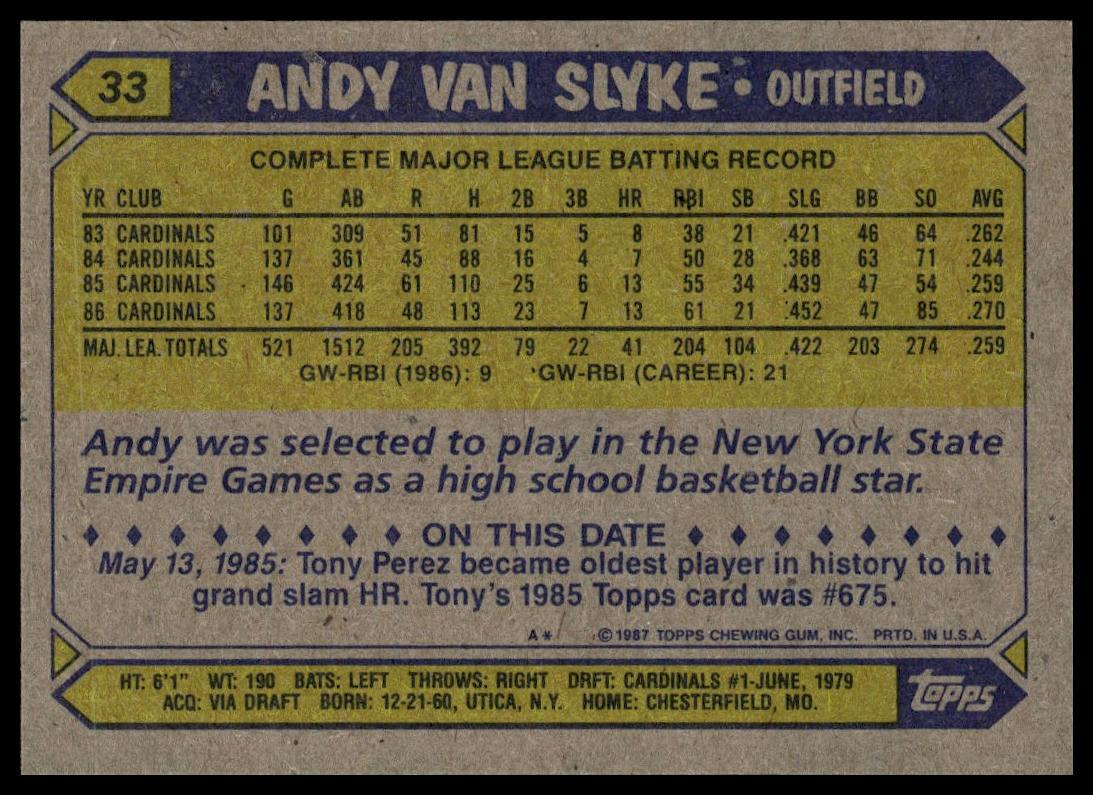 33 ANDY VAN SLYKE • OUTFIELD
COMPLETE MAJOR LEAGUE BATTING RECORD
YR CLUB G AB R H 2B 3B HR RBI SB SLG BB SO AVG
83 CARDINALS 101 309 51 81 15 5 8 38 21 .421 46 64 .262
84 CARDINALS 137 361 45 88 16 4 7 50 28 .368 63 71 .244
85 CARDINALS 146 424 61 110 25 6 13 55 34 .439 47 54 .259
86 CARDINALS 137 418 48 113 23 7 13 61 21 .452 47 85 .270
MAJ. LEA. TOTALS 521 1512 205 392 79 22 41 204 104 .422 203 274 .259
GW-RBI (1986): 9 GW-RBI (CAREER): 21
Andy was selected to play in the New York State
Empire Games as a high school basketball star.
ON THIS DATE
May 13, 1985: Tony Perez became oldest player in history to hit
grand slam HR. Tony's 1985 Topps card was #675.
A* ©1987 TOPPS CHEWING GUM, INC. PRTD. IN U.S.A.
HT: 6'1" WT: 190 BATS: LEFT THROWS: RIGHT DRFT: CARDINALS #1-JUNE, 1979
ACQ: VIA DRAFT BORN: 12-21-60, UTICA, N.Y. HOME: CHESTERFIELD, MO.
topps